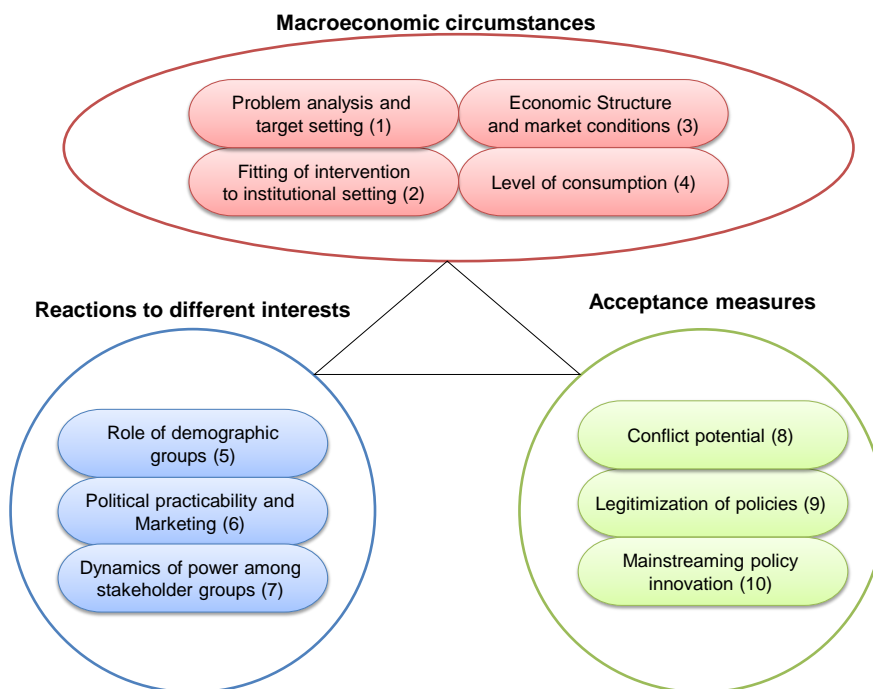 Macroeconomic circumstances
Problem analysis and
target setting (1)
Economic Structure
and market conditions (3)
Fitting of intervention
to institutional setting (2)
Level of consumption (4)
Reactions to different interests
Acceptance measures
Role of demographic
groups (5)
Political practicability and
Marketing (6)
Dynamics of power among
stakeholder groups (7)
Conflict potential (8)
Legitimization of policies (9)
Mainstreaming policy
innovation (10)